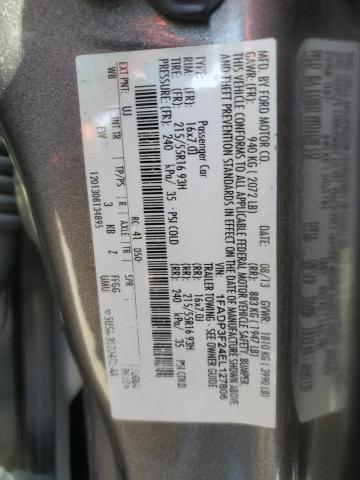 MFD. BY FORD MOTOR CO.
DATE: 08/13 GVWR: 1810 KG ( 3990 LB)
GAWR: (FR) 940 KG ( 2072 LB) (RR) 883 KG ( 1947 LB)
THIS VEHICLE CONFORMS TO ALL APPLICABLE FEDERAL MOTOR VEHICLE SAFETY, BUMPER,
AND THEFT PREVENTION STANDARDS IN EFFECT ON THE DATE OF MANUFACTURE SHOWN ABOVE
VIN: 1FADP3F24EL127806
Passenger Car TRAILER TOWING - SEE OWNERS GUIDE
RIM: (FR) 16x7.0J (RR) 16x7.0J
TIRE: (FR) 215/55R16 93H (RR) 215/55R16 93H
PRESSURE: (FR) 240 kPa/ 35 PSI COLD (RR) 240 kPa/ 35 PSI COLD
EXT PNT: UJ RC: 41 DSO:
WB INT TR TP/PS R AXLE TR SPR
EW 3 KB Z FFGG
UMU
1201308134895